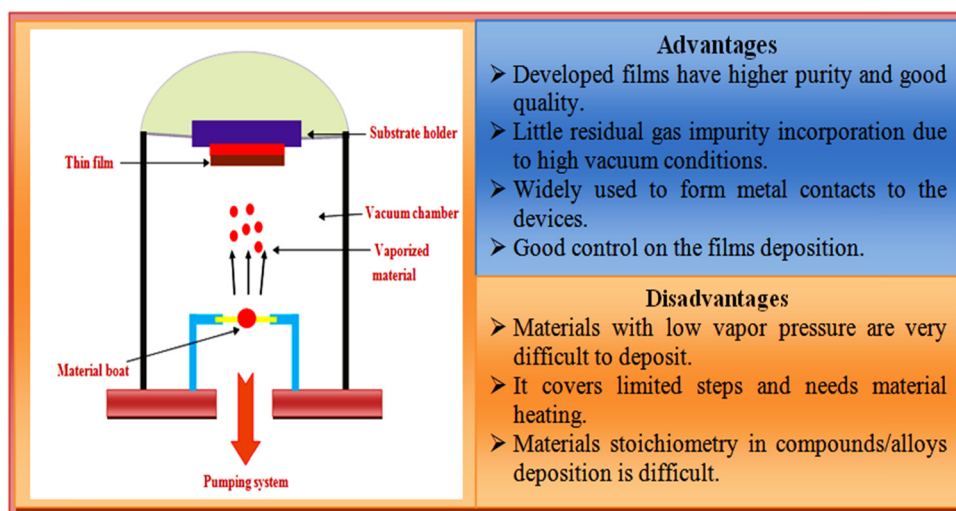 Substrate holder
Thin film
Vacuum chamber
Vaporized
material
Material boat
Pumping system
Advantages
➢ Developed films have higher purity and good
quality.
➢ Little residual gas impurity incorporation due
to high vacuum conditions.
➢ Widely used to form metal contacts to the
devices.
➢ Good control on the films deposition.
Disadvantages
➢ Materials with low vapor pressure are very
difficult to deposit.
➢ It covers limited steps and needs material
heating.
➢ Materials stoichiometry in compounds/alloys
deposition is difficult.